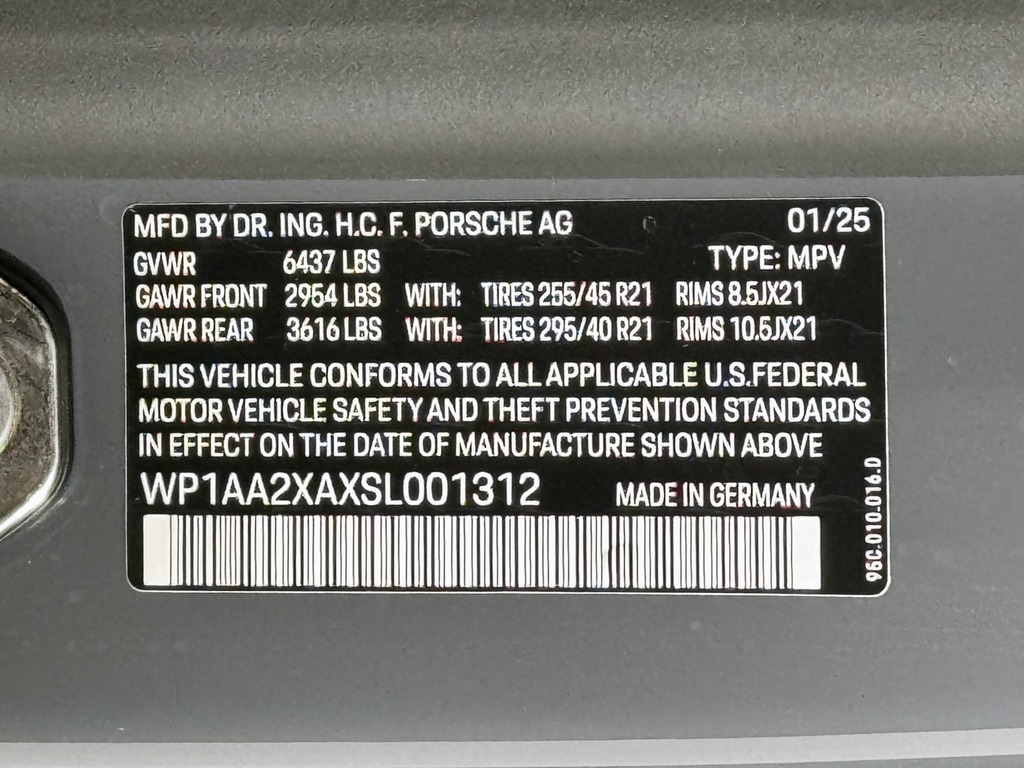 MFD BY DR. ING. H.C. F. PORSCHE AG 01/25
GVWR 6437 LBS TYPE: MPV
GAWR FRONT 2954 LBS WITH: TIRES 255/45 R21 RIMS 8.5JX21
GAWR REAR 3616 LBS WITH: TIRES 295/40 R21 RIMS 10.5JX21
THIS VEHICLE CONFORMS TO ALL APPLICABLE U.S.FEDERAL
MOTOR VEHICLE SAFETY AND THEFT PREVENTION STANDARDS
IN EFFECT ON THE DATE OF MANUFACTURE SHOWN ABOVE
WP1AA2XAXSL001312 MADE IN GERMANY
95C.010.016.D